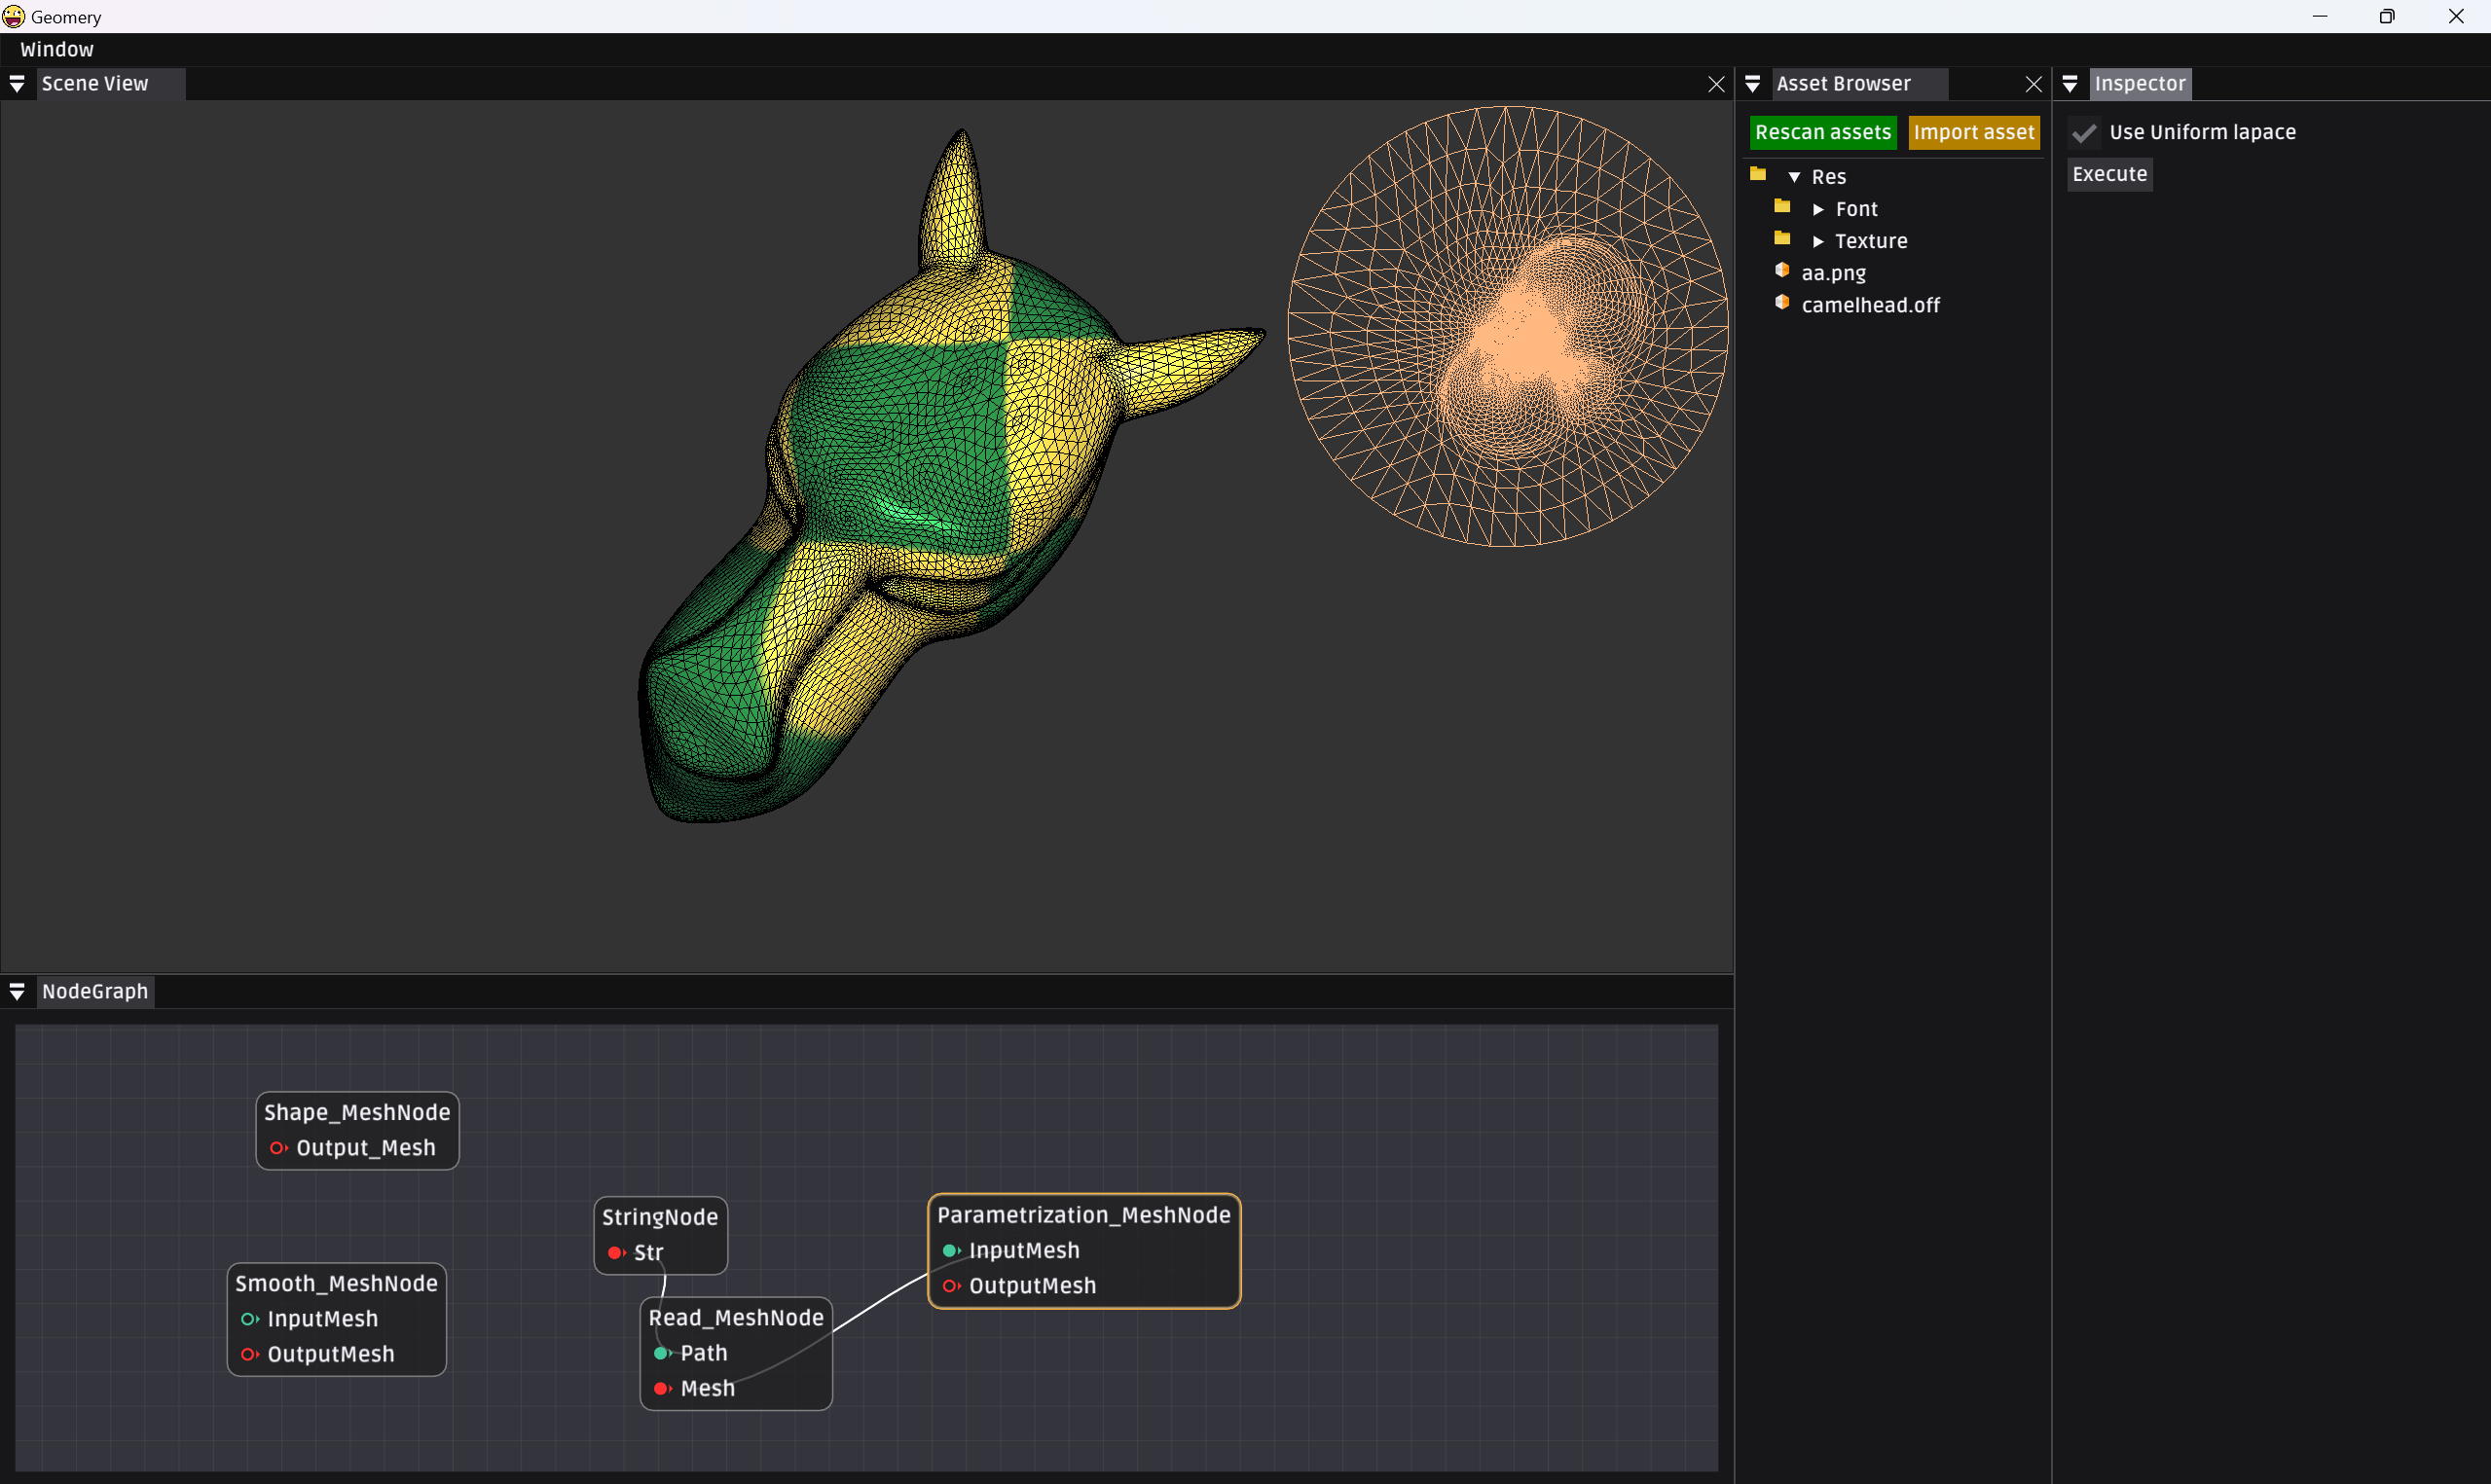 Geomery
Window
Scene View
Asset Browser
Inspector
Rescan assets
Import asset
Use Uniform lapace
Execute
Res
Font
Texture
aa.png
camelhead.off
NodeGraph
Shape_MeshNode
Output_Mesh
StringNode
Str
Parametrization_MeshNode
InputMesh
OutputMesh
Smooth_MeshNode
InputMesh
OutputMesh
Read_MeshNode
Path
Mesh